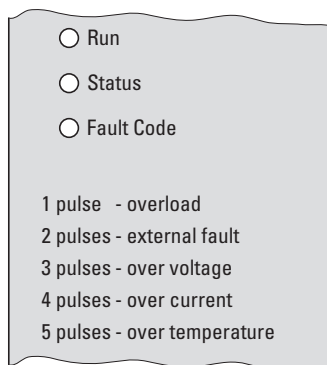 Run
Status
Fault Code
1 pulse - overload
2 pulses - external fault
3 pulses - over voltage
4 pulses - over current
5 pulses - over temperature